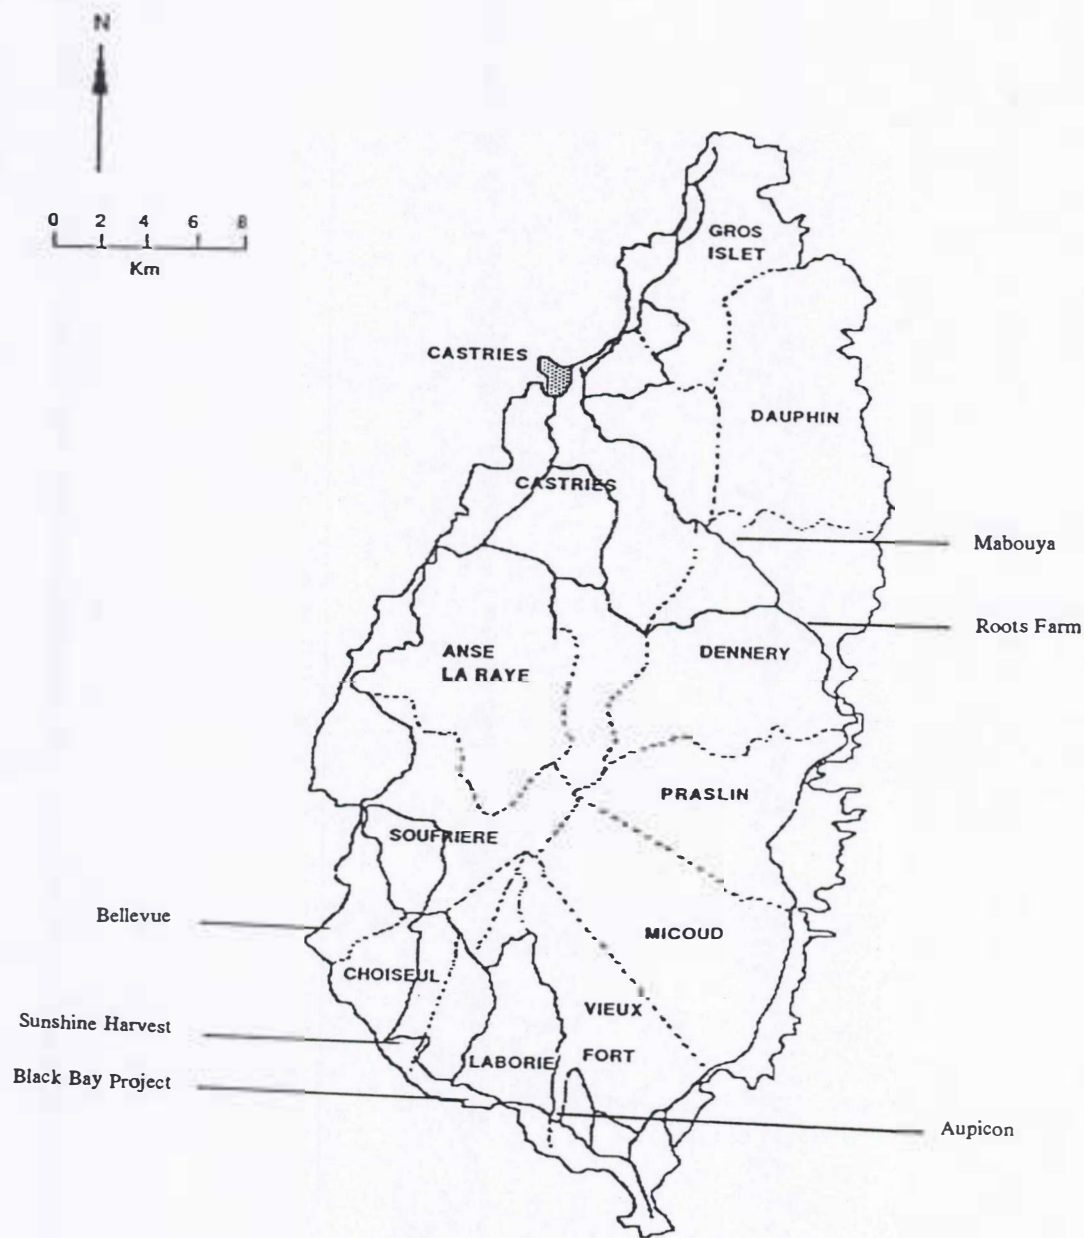 N
0 2 4 6 8
Km
GROS
ISLET
CASTRIES
DAUPHIN
CASTRIES
Mabouya
Roots Farm
ANSE
LA RAYE
DENNERY
PRASLIN
SOUFRIERE
Bellevue
MICOUD
CHOISEUL
VIEUX
Sunshine Harvest
LABORIE
FORT
Black Bay Project
Aupicon